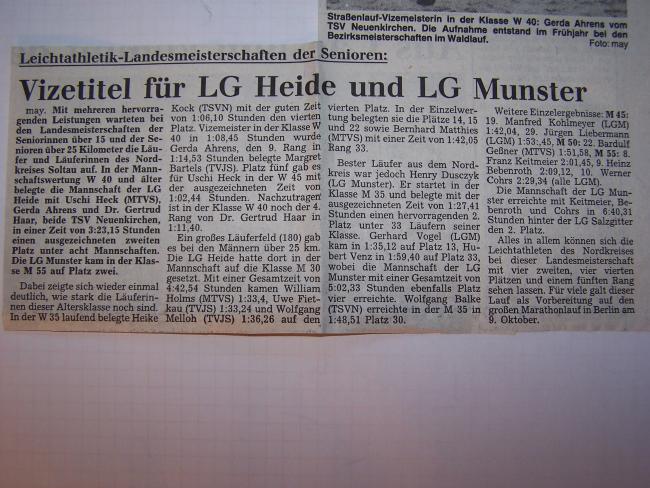 Straßenlauf-Vizemeisterin in der Klasse W 40: Gerda Ahrens vom
TSV Neuenkirchen. Die Aufnahme entstand im Frühjahr bei den
Bezirksmeisterschaften im Waldlauf.
Foto: may
Leichtathletik-Landesmeisterschaften der Senioren:
Vizetitel für LG Heide und LG Munster
may. Mit mehreren hervorra-
genden Leistungen warteten bei
den Landesmeisterschaften der
Seniorinnen über 15 und der Se-
nioren über 25 Kilometer die Läu-
fer und Läuferinnen des Nord-
kreises Soltau auf. In der Mann-
schaftswertung W 40 und älter
belegte die Mannschaft der LG
Heide mit Uschi Heck (MTVS),
Gerda Ahrens und Dr. Gertrud
Haar, beide TSV Neuenkirchen,
in einer Zeit von 3:23,15 Stunden
einen ausgezeichneten zweiten
Platz unter acht Mannschaften.
Die LG Munster kam in der Klas-
se M 55 auf Platz zwei.
Dabei zeigte sich wieder einmal
deutlich, wie stark die Läuferin-
nen dieser Altersklasse noch sind.
In der W 35 laufend belegte Heike
Kock (TSVN) mit der guten Zeit
von 1:06,10 Stunden den vierten
Platz. Vizemeister in der Klasse W
40 in 1:08,45 Stunden wurde
Gerda Ahrens, den 9. Rang in
1:14,53 Stunden belegte Margret
Bartels (TVJS). Platz fünf gab es
für Uschi Heck in der W 45 mit
der ausgezeichneten Zeit von
1:02,44 Stunden. Nachzutragen
ist in der Klasse W 40 noch der 4.
Rang von Dr. Gertrud Haar in
1:11,40.
Ein großes Läuferfeld (180) gab
es bei den Männern über 25 km.
Die LG Heide hatte dort in der
Mannschaft auf die Klasse M 30
gesetzt. Mit einer Gesamtzeit von
4:42,54 Stunden kamen William
Holms (MTVS) 1:33,4, Uwe Fiet-
kau (TVJS) 1:33,24 und Wolfgang
Melloh (TVJS) 1:36,26 auf den
vierten Platz. In der Einzelwer-
tung belegten sie die Plätze 14, 15
und 22 sowie Bernhard Matthies
(MTVS) mit einer Zeit von 1:42,05
Rang 33.
Bester Läufer aus dem Nord-
kreis war jedoch Henry Dusczyk
(LG Munster). Er startet in der
Klasse M 35 und belegte mit der
ausgezeichneten Zeit von 1:27,41
Stunden einen hervorragenden 2.
Platz unter 33 Läufern seiner
Klasse. Gerhard Vogel (LGM)
kam in 1:35,12 auf Platz 13, Hu-
bert Venz in 1:59,40 auf Platz 33,
wobei die Mannschaft der LG
Munster mit einer Gesamtzeit von
5:02,33 Stunden ebenfalls Platz
vier erreichte. Wolfgang Balke
(TSVN) erreichte in der M 35 in
1:48,51 Platz 30.
Weitere Einzelergebnisse: M 45:
19. Manfred Kohlmeyer (LGM)
1:42,04, 29. Jürgen Liebermann
(LGM) 1:53,,45, M 50: 22. Bardulf
Geßner (MTVS) 1:51,58, M 55: 8.
Franz Keitmeier 2:01,45, 9. Heinz
Bebenroth 2:09,12, 10. Werner
Cohrs 2:29,34 (alle LGM).
Die Mannschaft der LG Mun-
ster erreichte mit Keitmeier, Be-
benroth und Cohrs in 6:40,31
Stunden hinter der LG Salzgitter
den 2. Platz.
Alles in allem können sich die
Leichtathleten des Nordkreises
bei dieser Landesmeisterschaft
mit vier zweiten, vier vierten
Plätzen und einem fünften Rang
sehen lassen. Für viele galt dieser
Lauf als Vorbereitung auf den
großen Marathonlauf in Berlin am
9. Oktober.